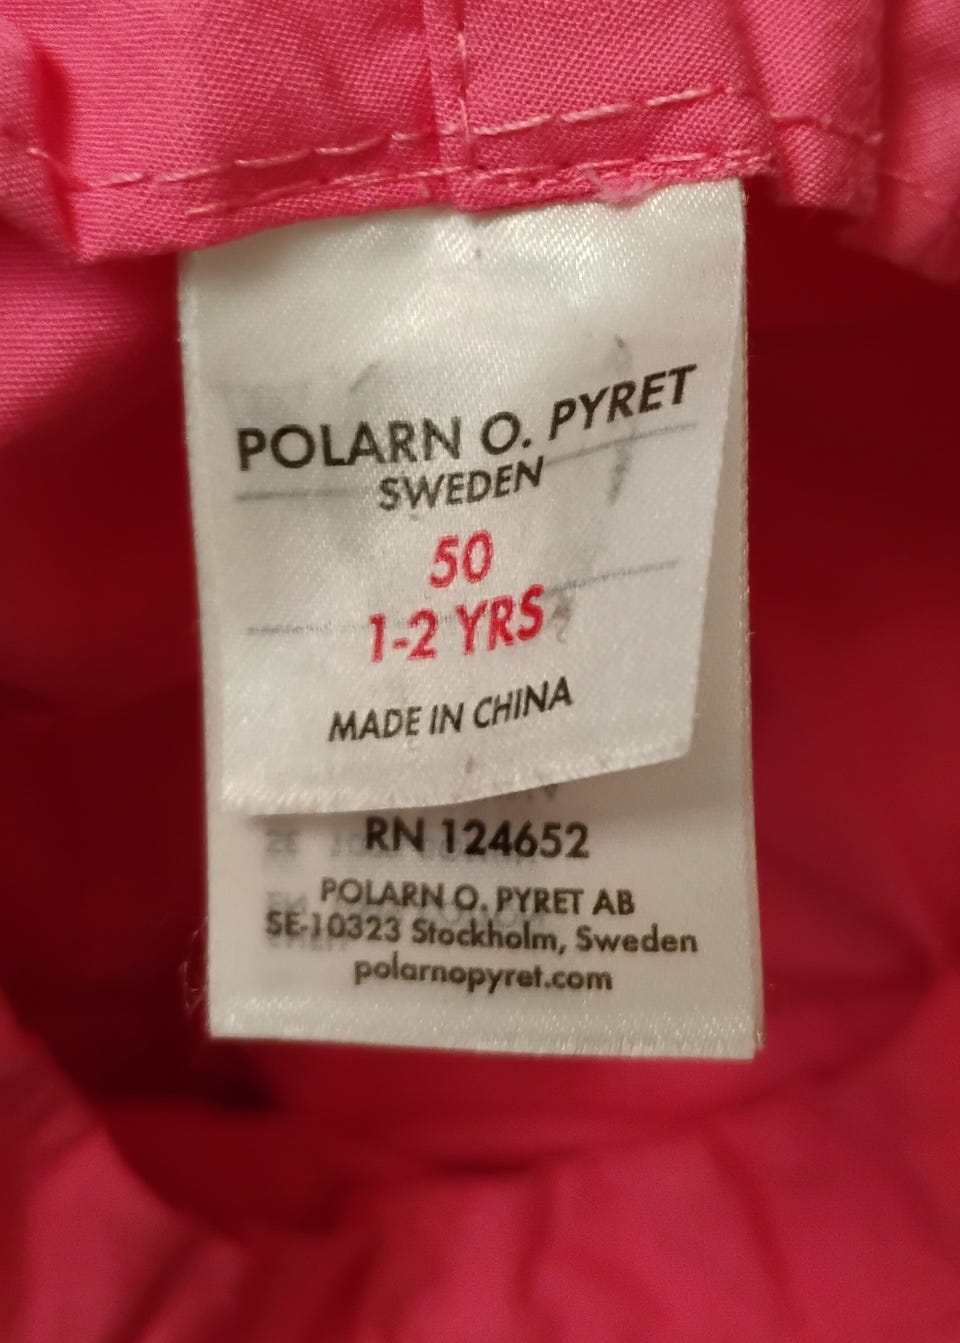 POLARN O. PYRET
SWEDEN
50
1-2 YRS
MADE IN CHINA
RN 124652
POLARN O. PYRET AB
SE-10323 Stockholm, Sweden
polarnopyret.com